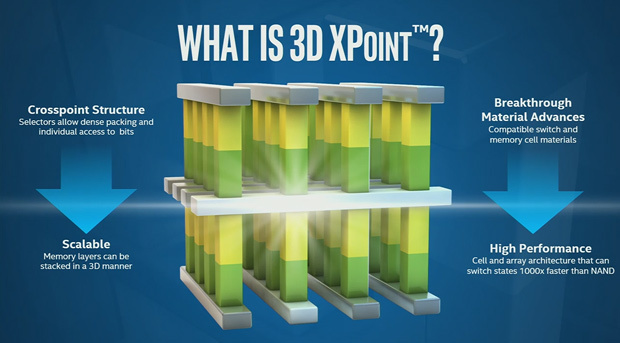 WHAT IS 3D XPOINT™?
Crosspoint Structure
Selectors allow dense packing and
individual access to bits
Scalable
Memory layers can be
stacked in a 3D manner
Breakthrough
Material Advances
Compatible switch and
memory cell materials
High Performance
Cell and array architecture that can
switch states 1000x faster than NAND